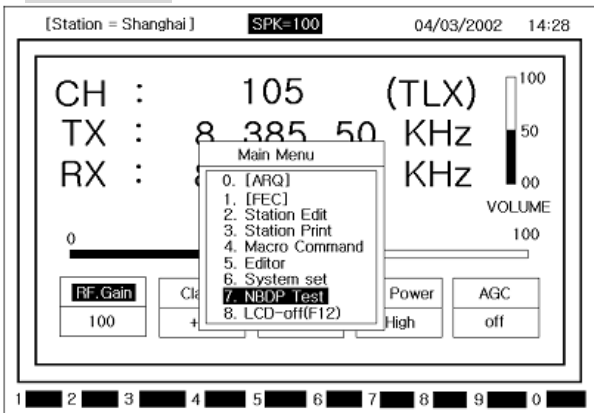 [Station = Shanghai] SPK=100 04/03/2002 14:28
CH : 105 (TLX)
TX : 8 385 50 KHz
RX : KHz
100
50
00
VOLUME
0 100
Main Menu
0. [ARQ]
1. [FEC]
2. Station Edit
3. Station Print
4. Macro Command
5. Editor
6. System set
7. NBDP Test
8. LCD-off(F12)
RF.Gain Power AGC
100 High off
1 2 3 4 5 6 7 8 9 0